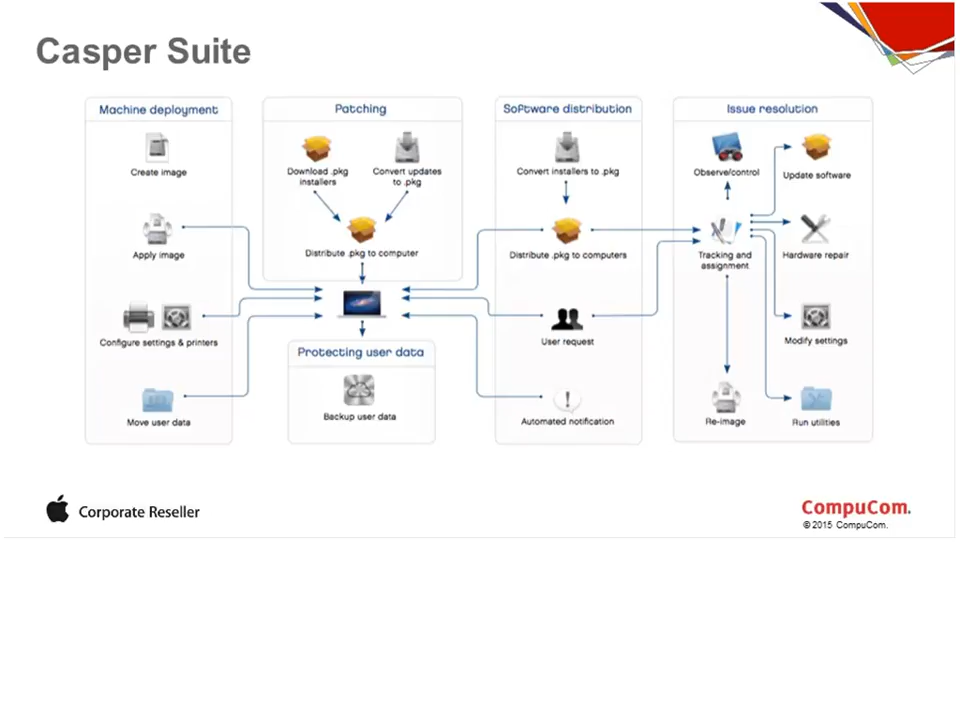 Casper Suite
Machine deployment
Create image
Apply image
Configure settings & printers
Move user data
Patching
Download .pkg
installers
Convert updates
to .pkg
Distribute .pkg to computer
Protecting user data
Backup user data
Software distribution
Convert installers to .pkg
Distribute .pkg to computers
User request
Automated notification
Issue resolution
Observe/control
Update software
Tracking and
assignment
Hardware repair
Modify settings
Re-image
Run utilities
Corporate Reseller
CompuCom.
© 2015 CompuCom.